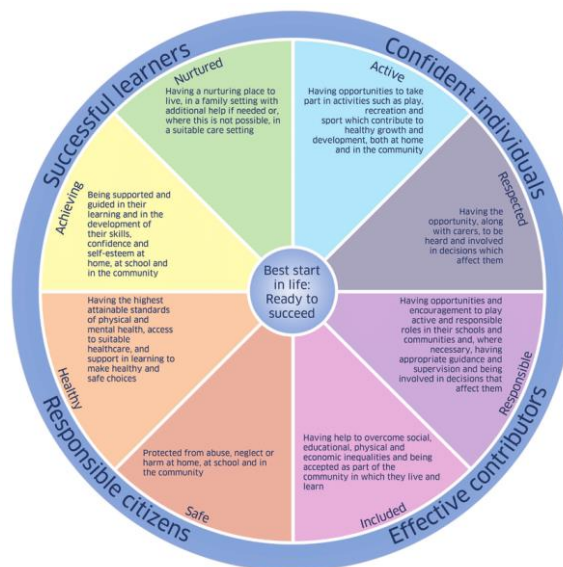 Successful learners
Confident individuals
Nurtured
Having a nurturing place to
live, in a family setting with
additional help if needed or,
where this is not possible, in
a suitable care setting
Active
Having opportunities to take
part in activities such as play,
recreation and
sport which contribute to
healthy growth and
development, both at home
and in the community
Achieving
Being supported and
guided in their
learning and in the
development of
their skills,
confidence and
self-esteem at
home, at school and
in the community
Respected
Having the
opportunity, along
with carers, to be
heard and involved
in decisions which
affect them
Best start
in life:
Ready to
succeed
Healthy
Having the highest
attainable standards
of physical and
mental health, access
to suitable
healthcare, and
support in learning to
make healthy and
safe choices
Responsible
Having opportunities and
encouragement to play
active and responsible
roles in their schools and
communities and, where
necessary, having
appropriate guidance and
supervision and being
involved in decisions that
affect them
Protected from abuse, neglect or
harm at home, at school and in
the community
Safe
Having help to overcome social,
educational, physical and
economic inequalities and being
accepted as part of the
community in which they live and
learn
Included
Responsible citizens
Effective contributors